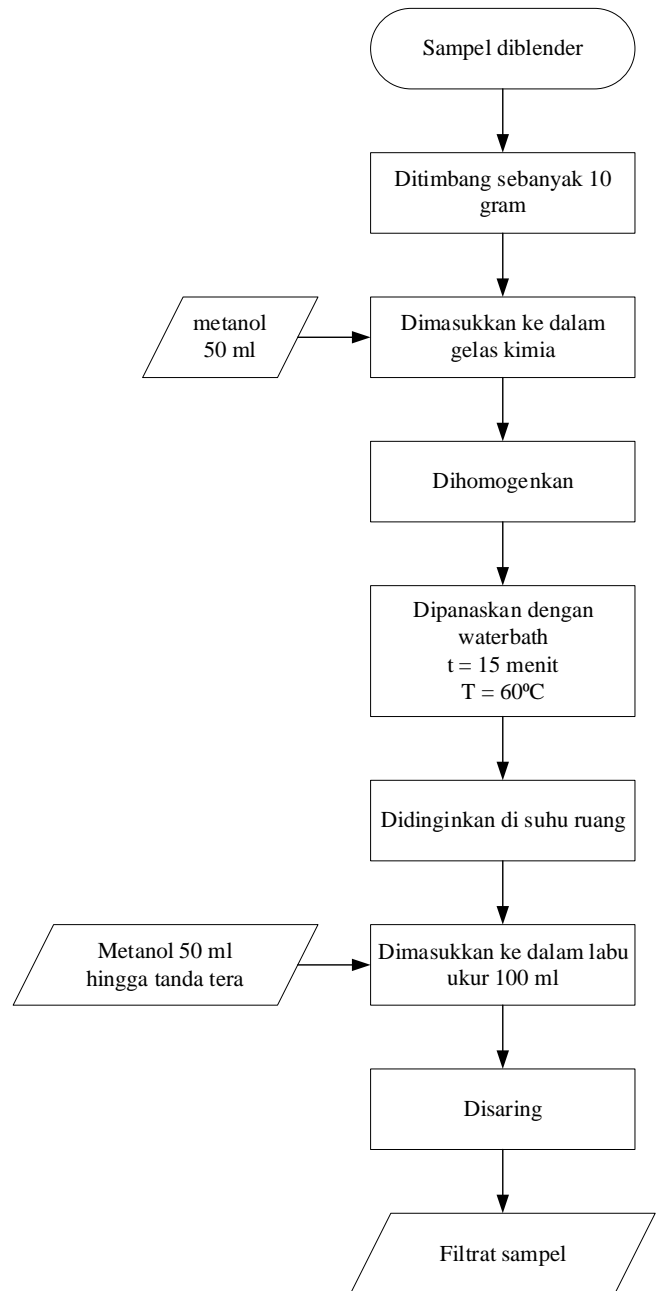 Sampel diblender
Ditimbang sebanyak 10
gram
metanol
50 ml
Dimasukkan ke dalam
gelas kimia
Dihomogenkan
Dipanaskan dengan
waterbath
t = 15 menit
T = 60⁰C
Didinginkan di suhu ruang
Metanol 50 ml
hingga tanda tera
Dimasukkan ke dalam labu
ukur 100 ml
Disaring
Filtrat sampel